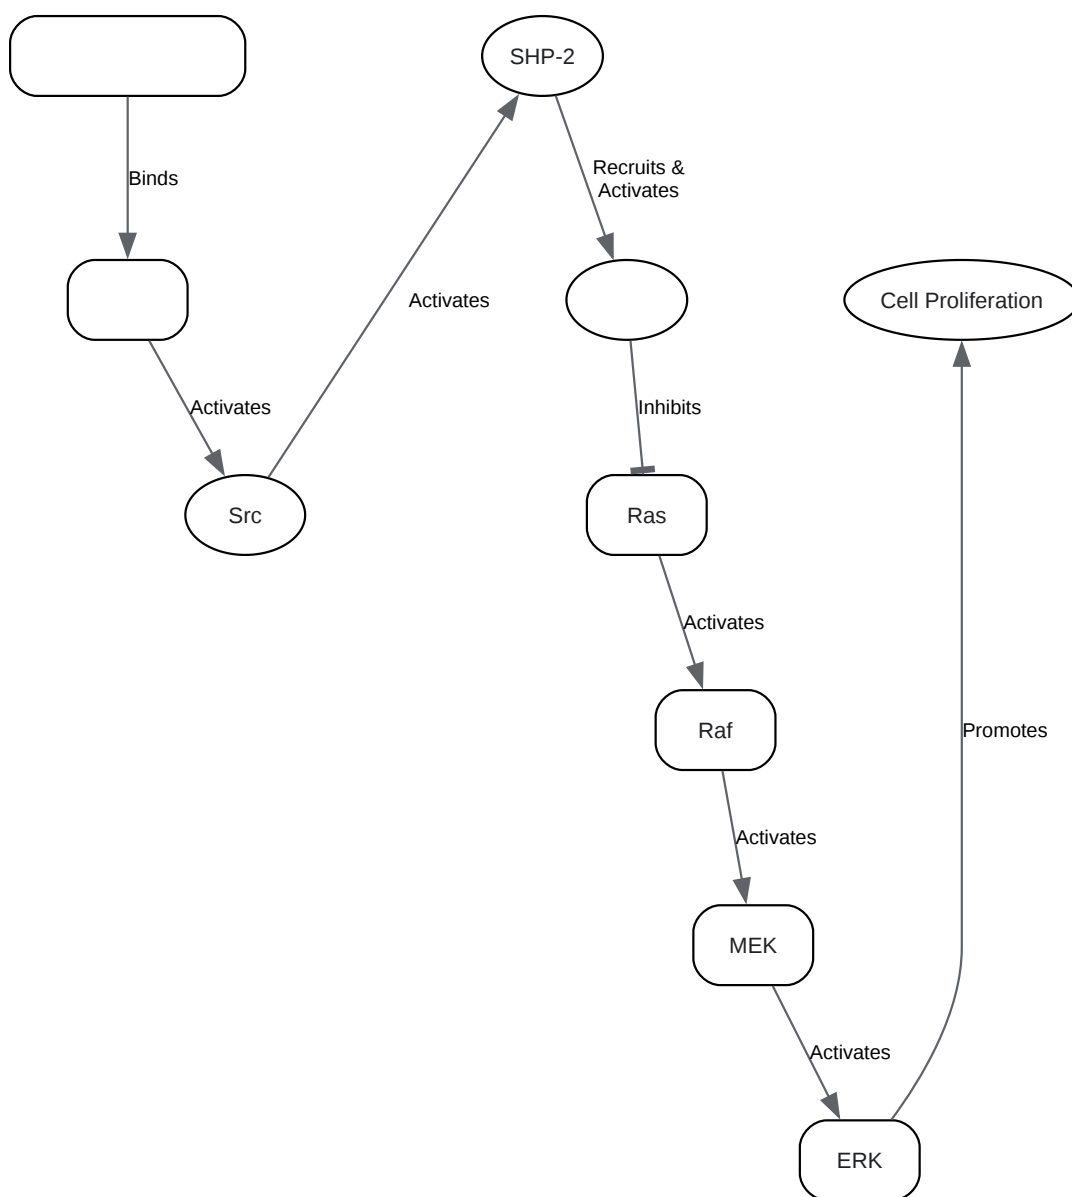 SHP-2
Binds
Recruits &
Activates
Activates
Cell Proliferation
Activates
Inhibits
Src
Ras
Activates
Raf
Promotes
Activates
MEK
Activates
ERK